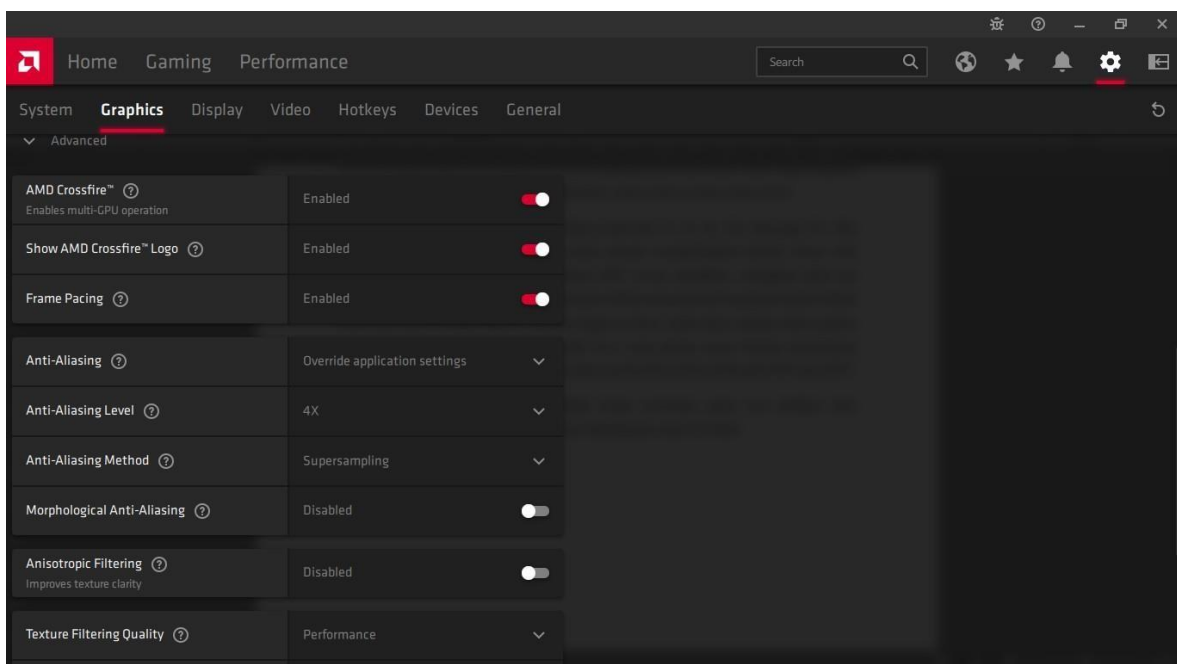 Home Gaming Performance Search
System Graphics Display Video Hotkeys Devices General
Advanced
AMD Crossfire™ Enabled
Enables multi-GPU operation
Show AMD Crossfire™ Logo Enabled
Frame Pacing Enabled
Anti-Aliasing Override application settings
Anti-Aliasing Level 4X
Anti-Aliasing Method Supersampling
Morphological Anti-Aliasing Disabled
Anisotropic Filtering Disabled
Improves texture clarity
Texture Filtering Quality Performance